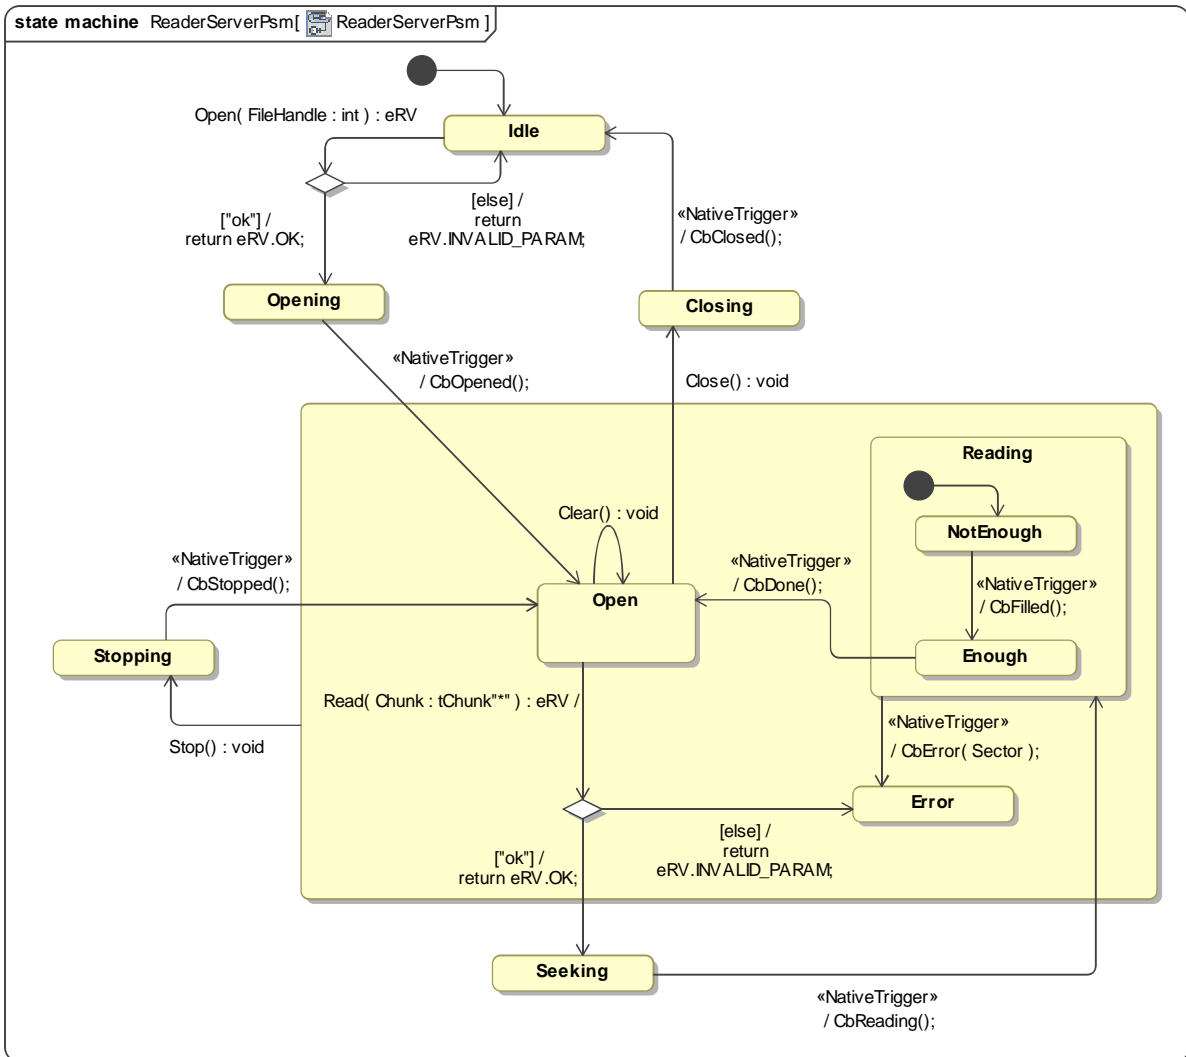 state machine ReaderServerPsm[ ReaderServerPsm ]
Open( FileHandle : int ) : eRV
Idle
["ok"] /
return eRV.OK;
[else] /
return
eRV.INVALID_PARAM;
«NativeTrigger»
/ CbClosed();
Opening
Closing
«NativeTrigger»
/ CbOpened();
Close() : void
Reading
NotEnough
Clear() : void
«NativeTrigger»
/ CbStopped();
«NativeTrigger»
/ CbDone();
«NativeTrigger»
/ CbFilled();
Open
Stopping
Enough
Read( Chunk : tChunk"*" ) : eRV /
Stop() : void
«NativeTrigger»
/ CbError( Sector );
Error
["ok"] /
return eRV.OK;
[else] /
return
eRV.INVALID_PARAM;
Seeking
«NativeTrigger»
/ CbReading();